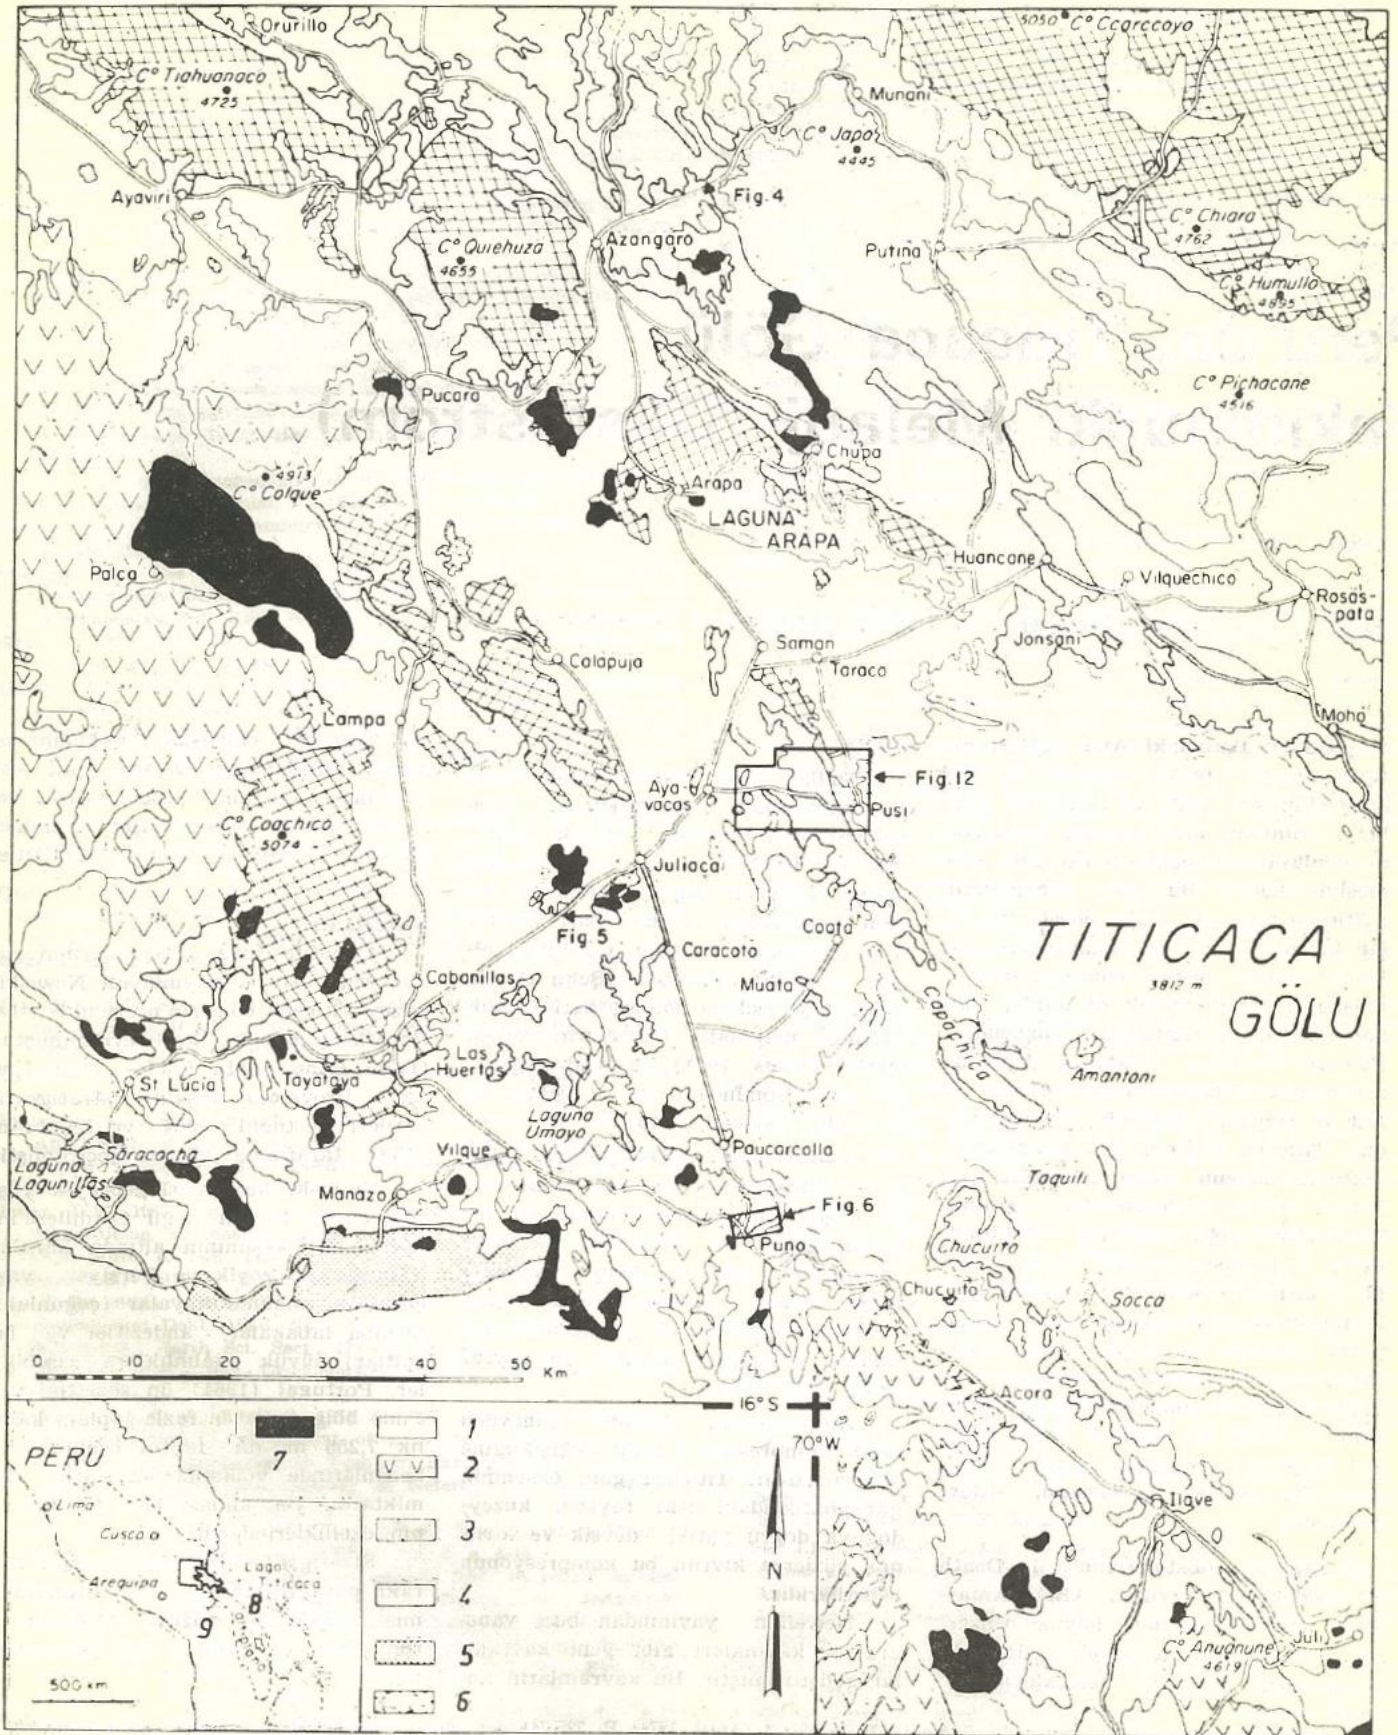 Orurillo
5050 C° Ccarccoyo
C° Tiahuanaco
4725
Munani
C° Japo
4445
Ayaviri
Fig. 4
C° Chiara
4762
C° Quiehuza
4655
Azangaro
Putina
C° Humullo
4895
Pucara
C° Pichacane
4516
Chupa
4913
C° Colque
Arapa
LAGUNA
ARAPA
Huancane
Palca
Vilquechico
Rosas-
pata
Saman
Jonsani
Calapuja
Taraco
Lampa
Moho
Aya-
vacas
Fig. 12
Pusi
C° Coachico
5074
Juliaca
Fig. 5
Coata
TITICACA
3812 m
GÖLU
Caracoto
Cabanillas
Muata
Capachica
Las
Huertas
Amantani
St Lucia
Tayataya
Laguna
Umayo
Saracocha
Laguna
Lagunillas
Vilque
Paucarcolla
Taquili
Manazo
Fig. 6
Puno
Chucuito
Chucuito
Socca
0 10 20 30 40 50 Km
Acora
16° S
70° W
PERU
7
1
2
Lima
Ilave
Cusco
3
Lago
Titicaca
Arequipa
8
4
N
9
5
C° Anugnune
4619
Juli
500 km
6